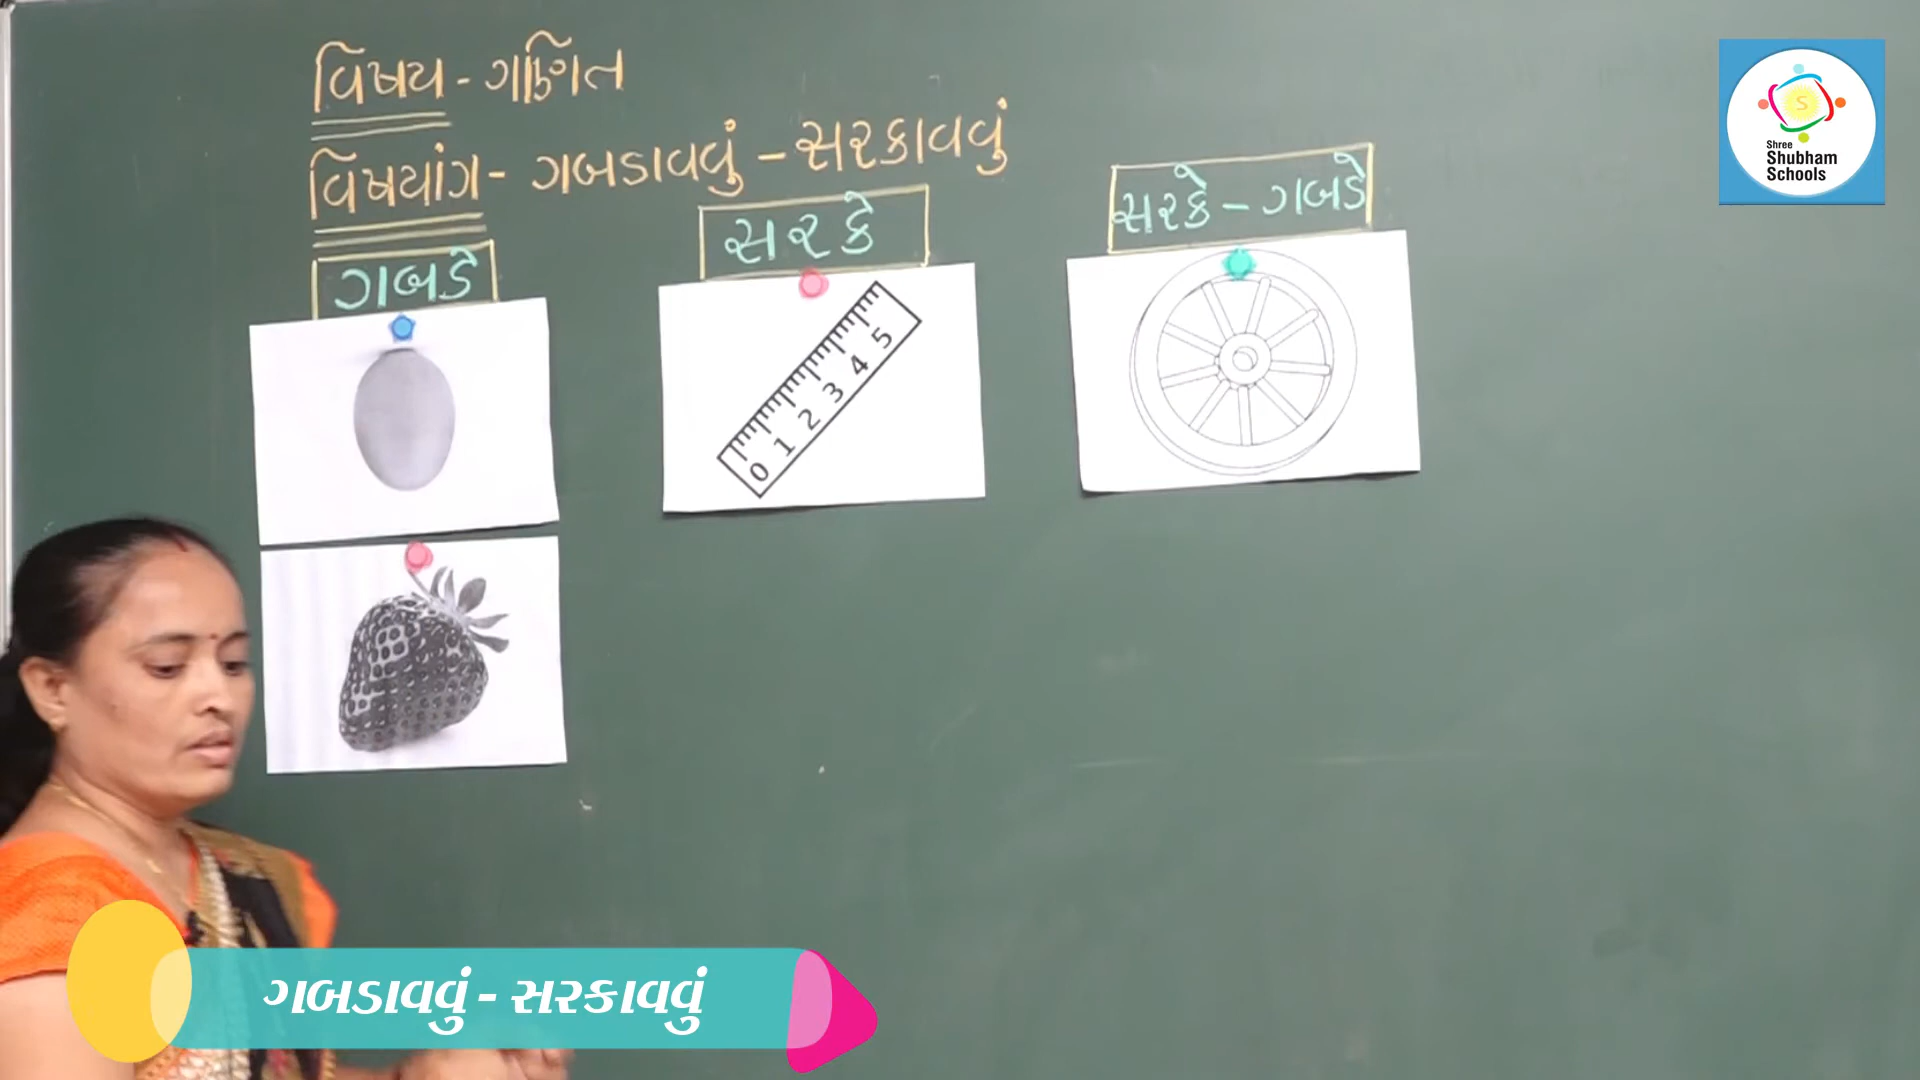 વિષય - ગણિત
વિષયાંગ - ગબડાવવું - સરકાવવું
ગબડે
સરકે
સરકે - ગબડે
0 1 2 3 4 5
Shree
Shubham
Schools
S
ગબડાવવું - સરકાવવું